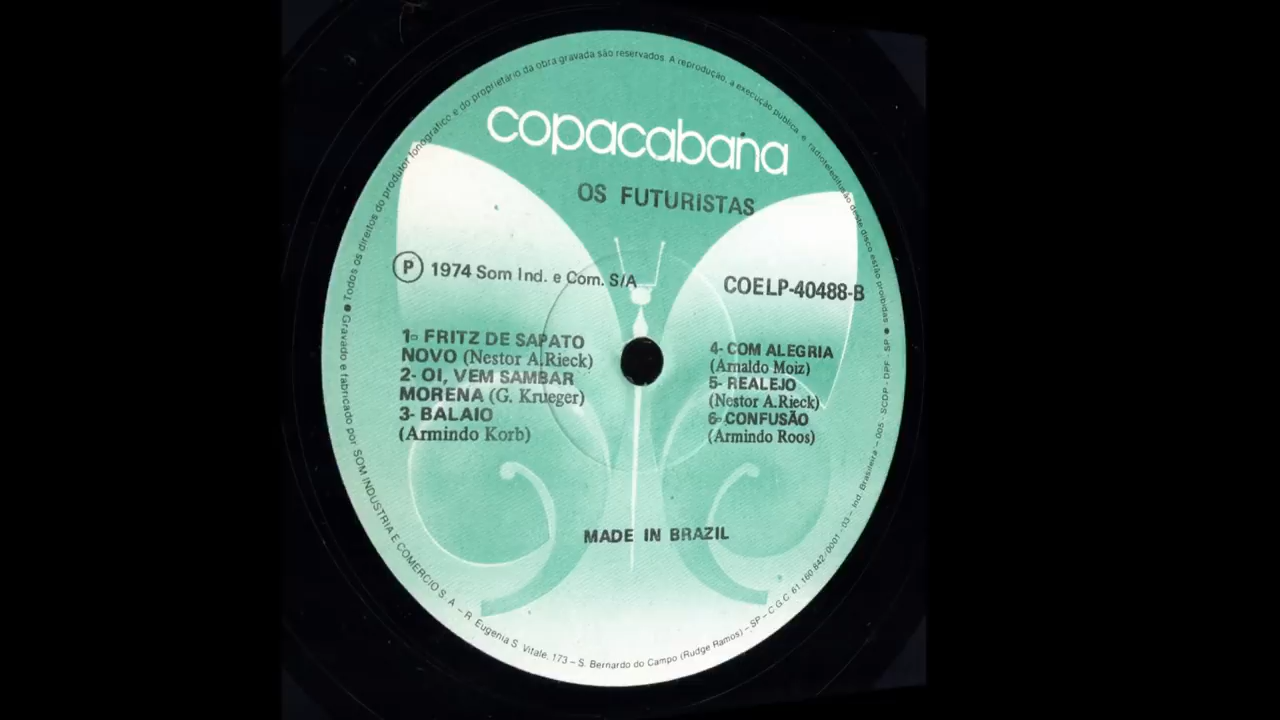 ● Todos os direitos do produtor fonográfico e do proprietário da obra gravada são reservados. A reprodução, a execução pública e radioteledifusão deste disco estão proibidas ●
copacabana
OS FUTURISTAS
Ⓟ 1974 Som Ind. e Com. S/A
COELP-40488-B
1- FRITZ DE SAPATO
NOVO (Nestor A.Rieck)
2- OI, VEM SAMBAR
MORENA (G. Krueger)
3- BALAIO
(Armindo Korb)
4- COM ALEGRIA
(Arnaldo Moiz)
5- REALEJO
(Nestor A.Rieck)
6- CONFUSÃO
(Armindo Roos)
MADE IN BRAZIL
Gravado e fabricado por SOM INDUSTRIA E COMERCIO S. A – R. Eugenia S. Vitale, 173 – S. Bernardo do Campo (Rudge Ramos) – SP – C.G.C. 61.160.842/0001 - 03 – Ind. Brasileira – 005 - SCDP - DPF - SP